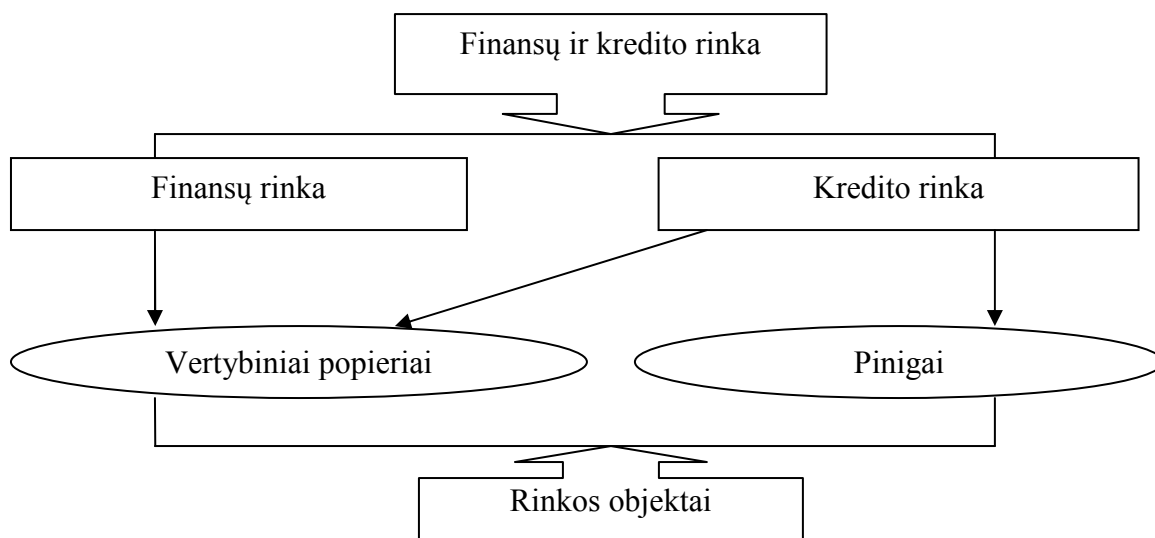 Finansų ir kredito rinka
Finansų rinka
Kredito rinka
Vertybiniai popieriai
Pinigai
Rinkos objektai